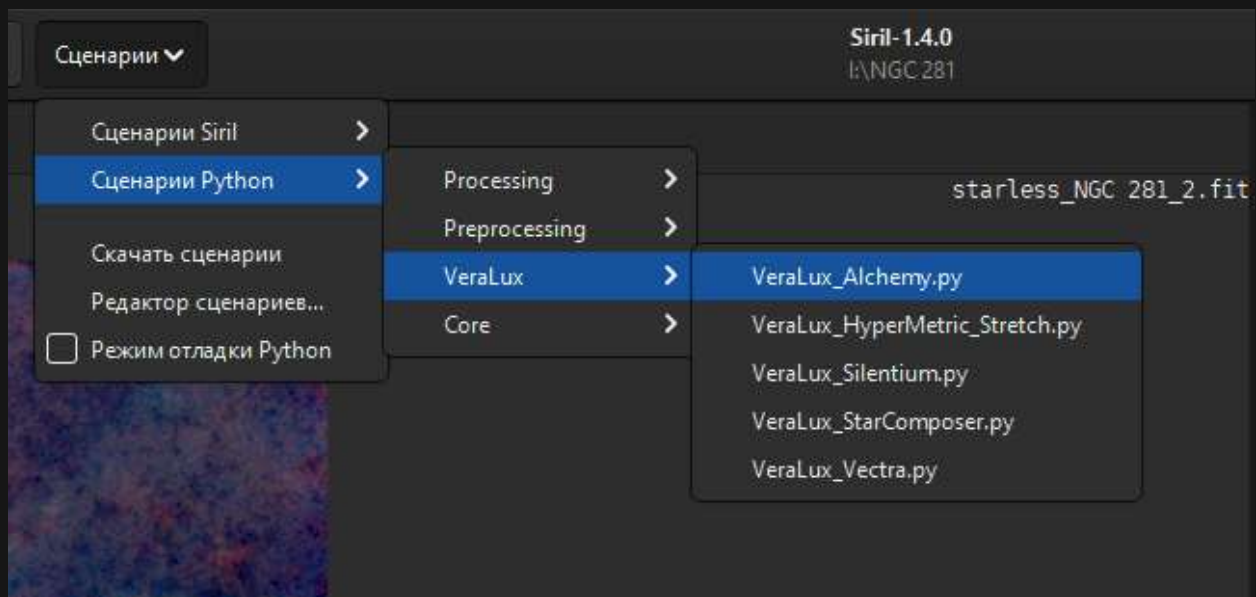 Сценарии
Siril-1.4.0
I:\NGC 281
Сценарии Siril
Сценарии Python
Скачать сценарии
Редактор сценариев...
Режим отладки Python
Processing
Preprocessing
VeraLux
Core
starless_NGC 281_2.fit
VeraLux_Alchemy.py
VeraLux_HyperMetric_Stretch.py
VeraLux_Silentium.py
VeraLux_StarComposer.py
VeraLux_Vectra.py